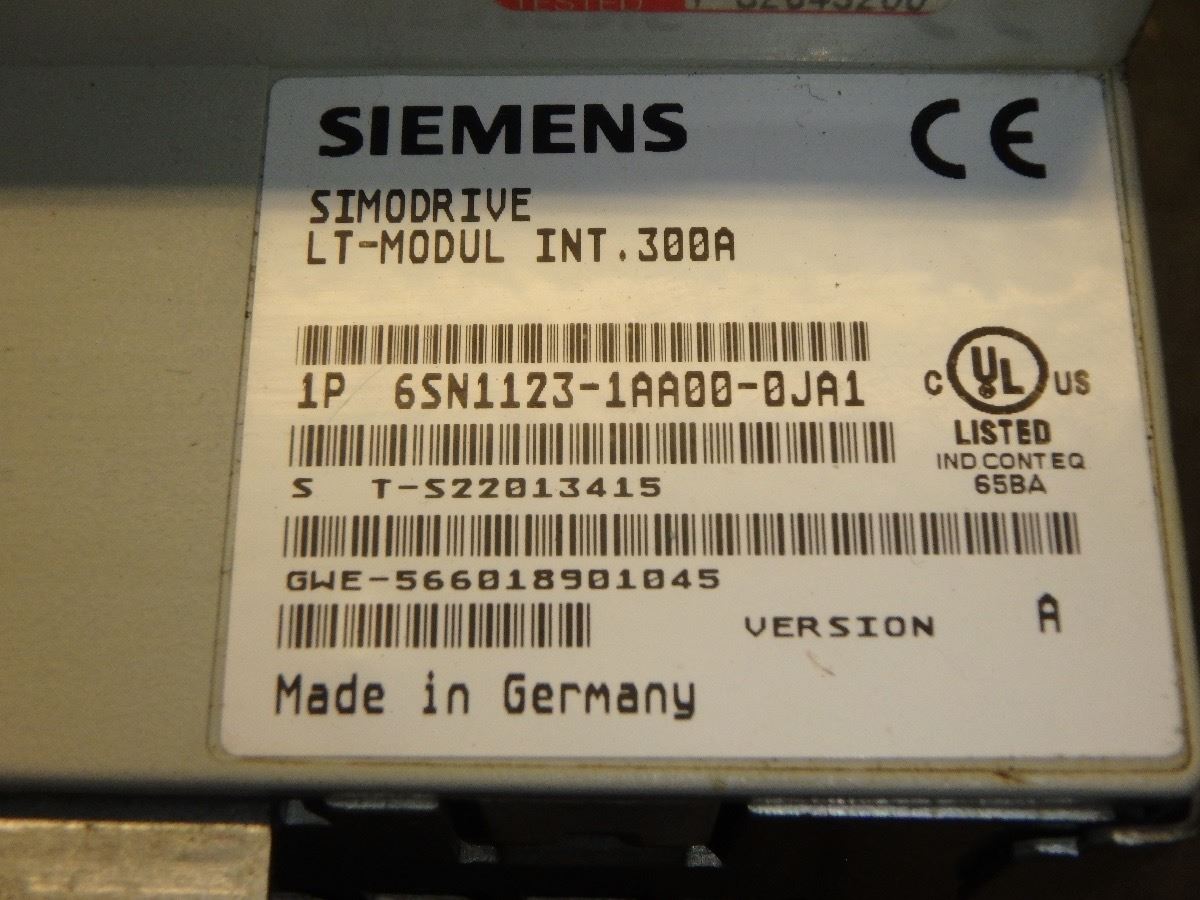 TESTED
SIEMENS
CE
SIMODRIVE
LT-MODUL INT.300A
1P 6SN1123-1AA00-0JA1
C UL US
LISTED
IND.CONT.EQ
65BA
S T-S22013415
GWE-566018901045
VERSION A
Made in Germany